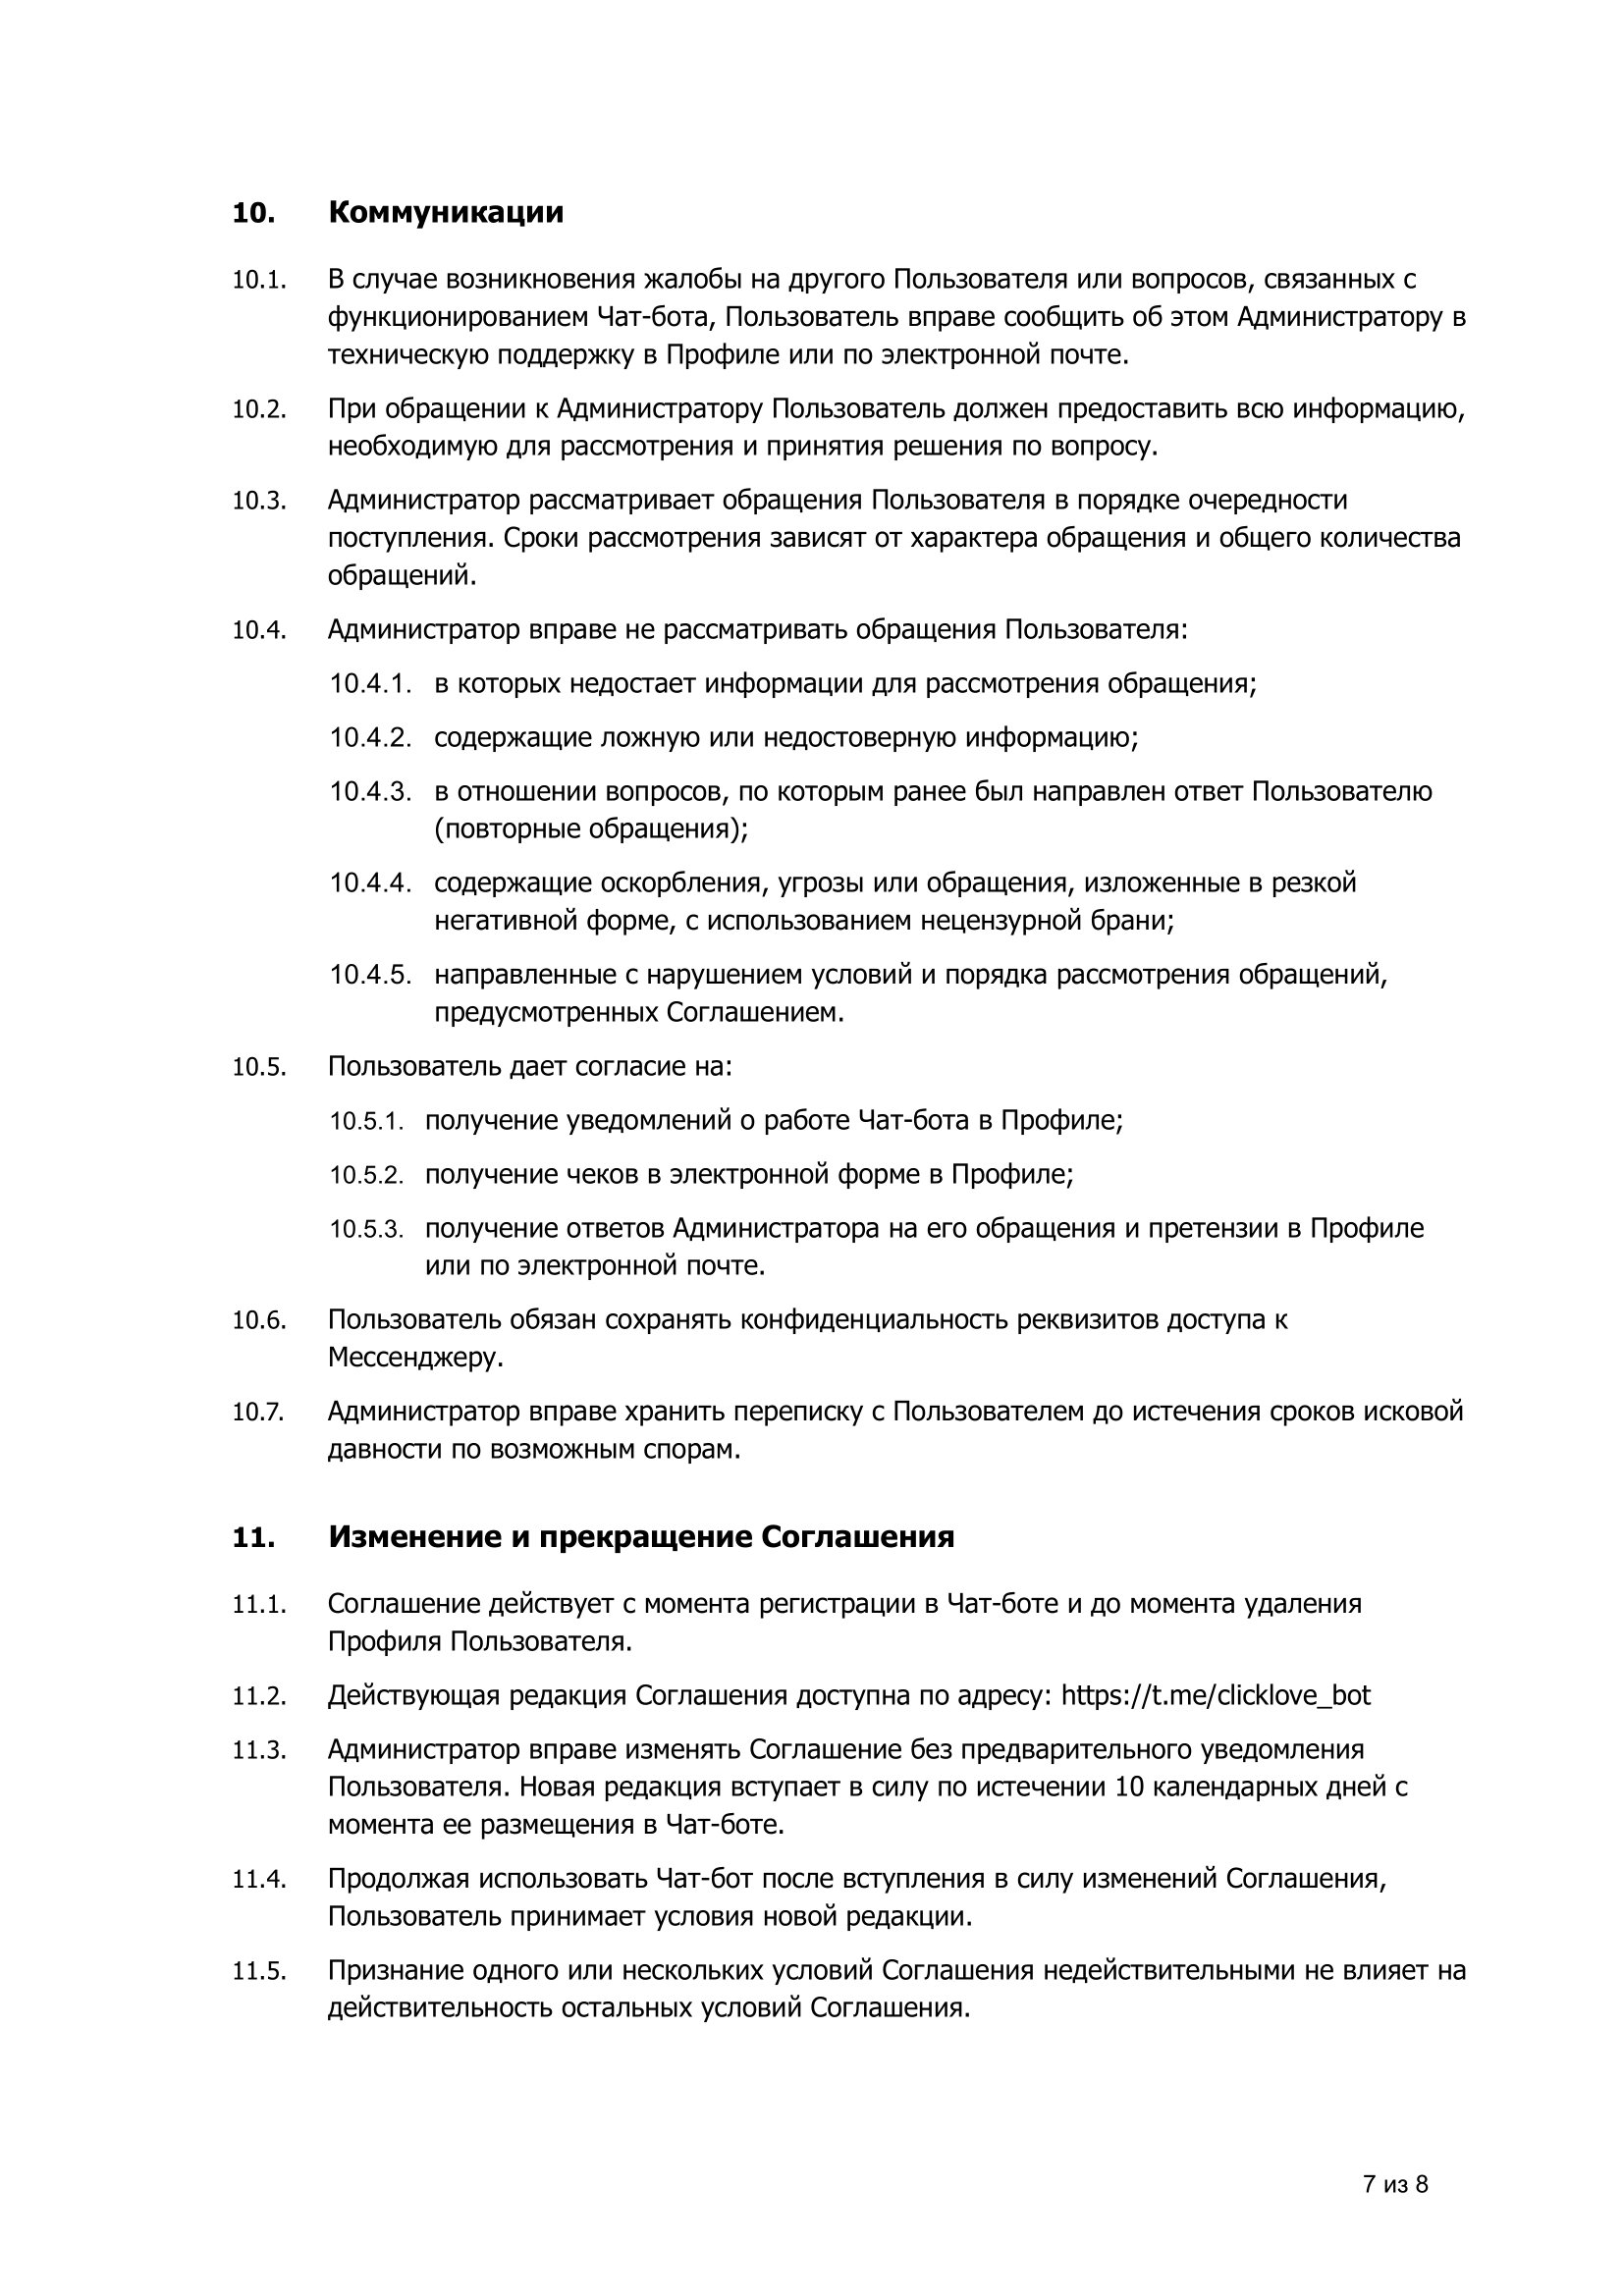 10. Коммуникации
10.1. В случае возникновения жалобы на другого Пользователя или вопросов, связанных с
функционированием Чат-бота, Пользователь вправе сообщить об этом Администратору в
техническую поддержку в Профиле или по электронной почте.
10.2. При обращении к Администратору Пользователь должен предоставить всю информацию,
необходимую для рассмотрения и принятия решения по вопросу.
10.3. Администратор рассматривает обращения Пользователя в порядке очередности
поступления. Сроки рассмотрения зависят от характера обращения и общего количества
обращений.
10.4. Администратор вправе не рассматривать обращения Пользователя:
10.4.1. в которых недостает информации для рассмотрения обращения;
10.4.2. содержащие ложную или недостоверную информацию;
10.4.3. в отношении вопросов, по которым ранее был направлен ответ Пользователю
(повторные обращения);
10.4.4. содержащие оскорбления, угрозы или обращения, изложенные в резкой
негативной форме, с использованием нецензурной брани;
10.4.5. направленные с нарушением условий и порядка рассмотрения обращений,
предусмотренных Соглашением.
10.5. Пользователь дает согласие на:
10.5.1. получение уведомлений о работе Чат-бота в Профиле;
10.5.2. получение чеков в электронной форме в Профиле;
10.5.3. получение ответов Администратора на его обращения и претензии в Профиле
или по электронной почте.
10.6. Пользователь обязан сохранять конфиденциальность реквизитов доступа к
Мессенджеру.
10.7. Администратор вправе хранить переписку с Пользователем до истечения сроков исковой
давности по возможным спорам.
11. Изменение и прекращение Соглашения
11.1. Соглашение действует с момента регистрации в Чат-боте и до момента удаления
Профиля Пользователя.
11.2. Действующая редакция Соглашения доступна по адресу: https://t.me/clicklove_bot
11.3. Администратор вправе изменять Соглашение без предварительного уведомления
Пользователя. Новая редакция вступает в силу по истечении 10 календарных дней с
момента ее размещения в Чат-боте.
11.4. Продолжая использовать Чат-бот после вступления в силу изменений Соглашения,
Пользователь принимает условия новой редакции.
11.5. Признание одного или нескольких условий Соглашения недействительными не влияет на
действительность остальных условий Соглашения.
7 из 8